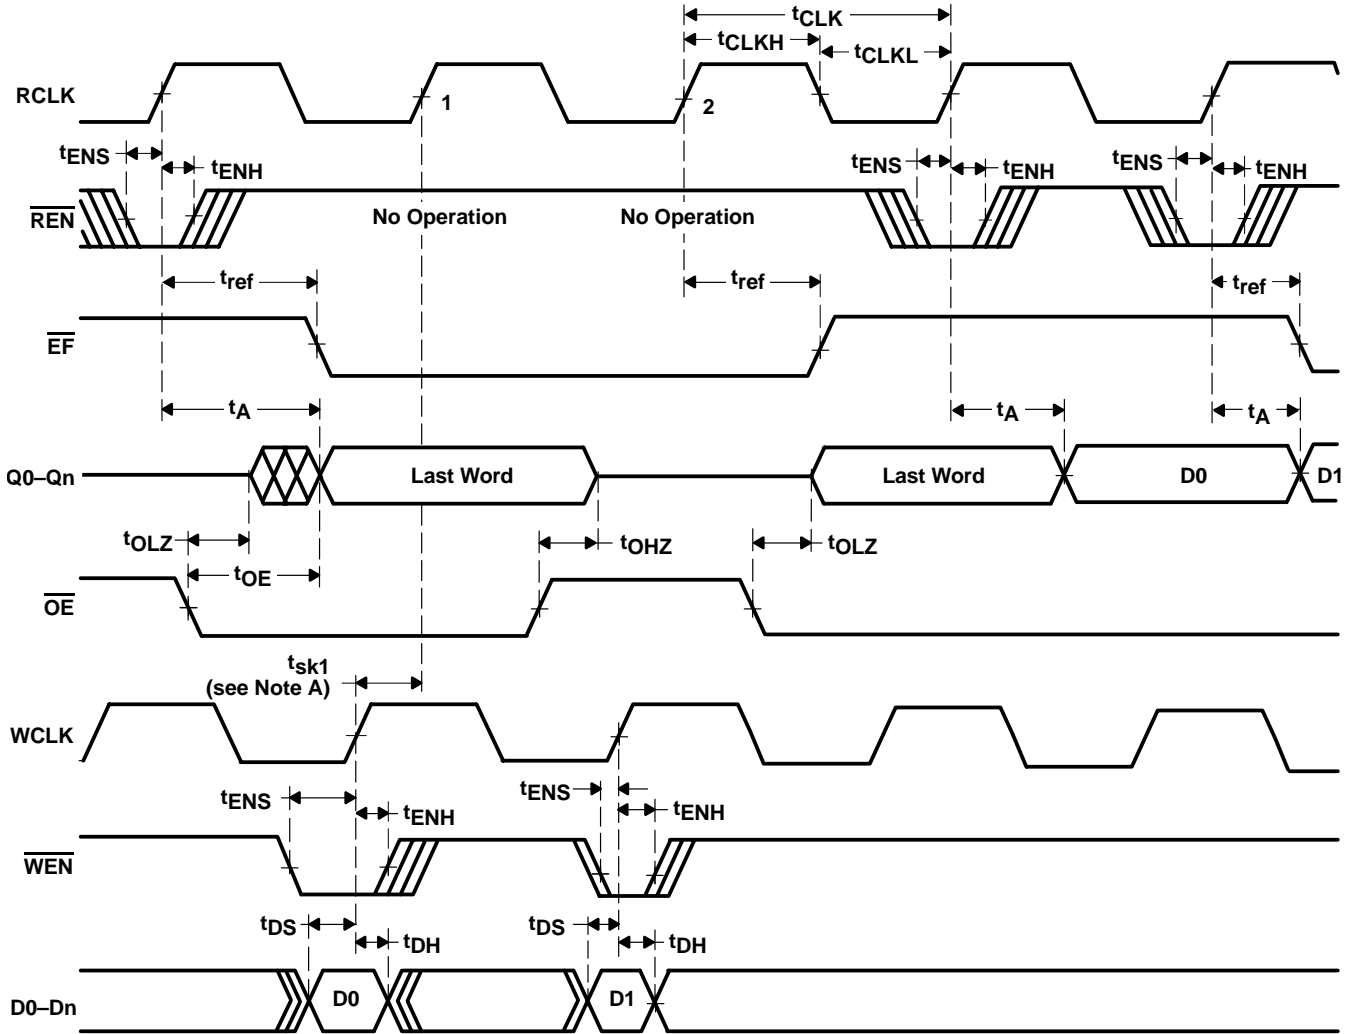 tCLK
tCLKH
tCLKL
RCLK
1
2
tENS
tENH
tENS
tENH
tENS
tENH
REN
No Operation
No Operation
tref
tref
tref
EF
tA
tA
tA
Q0–Qn
Last Word
Last Word
D0
D1
tOLZ
tOHZ
tOLZ
tOE
OE
tsk1
(see Note A)
WCLK
tENS
tENH
tENS
tENH
WEN
tDS
tDH
tDS
tDH
D0–Dn
D0
D1